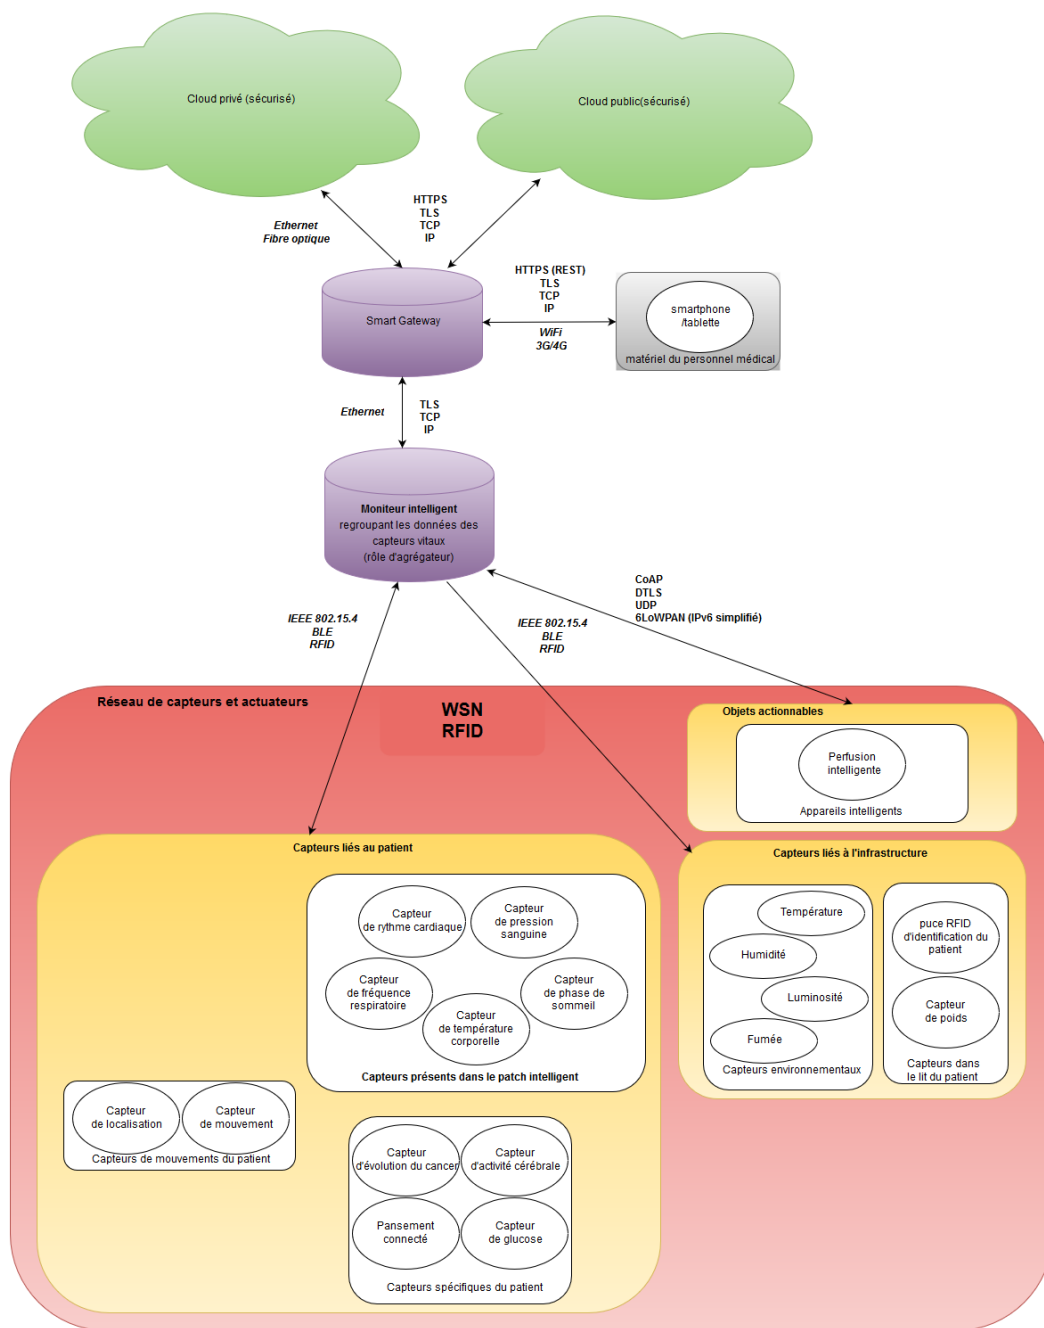 Cloud privé (sécurisé)
Cloud public(sécurisé)
HTTPS
TLS
TCP
IP
Ethernet
Fibre optique
HTTPS (REST)
TLS
TCP
IP
WiFi
3G/4G
Smart Gateway
smartphone
/tablette
matériel du personnel médical
Ethernet
TLS
TCP
IP
Moniteur intelligent
regroupant les données des
capteurs vitaux
(rôle d'agrégateur)
CoAP
DTLS
UDP
6LoWPAN (IPv6 simplifié)
IEEE 802.15.4
BLE
RFID
IEEE 802.15.4
BLE
RFID
Réseau de capteurs et actuateurs
WSN
RFID
Objets actionnables
Perfusion
intelligente
Appareils intelligents
Capteurs liés au patient
Capteur
de rythme cardiaque
Capteur
de pression
sanguine
Capteur
de fréquence
respiratoire
Capteur
de phase de
sommeil
Capteur
de température
corporelle
Capteurs présents dans le patch intelligent
Capteur
de localisation
Capteur
de mouvement
Capteurs de mouvements du patient
Capteur
d'évolution du cancer
Capteur
d'activité cérébrale
Pansement
connecté
Capteur
de glucose
Capteurs spécifiques du patient
Capteurs liés à l'infrastructure
Température
Humidité
Luminosité
Fumée
Capteurs environnementaux
puce RFID
d'identification du
patient
Capteur
de poids
Capteurs dans
le lit du patient